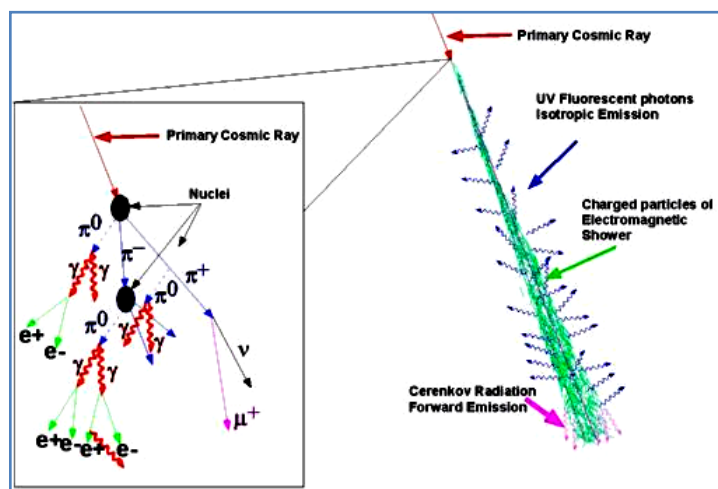 Primary Cosmic Ray
UV Fluorescent photons
Isotropic Emission
Charged particles of
Electromagnetic
Shower
Cerenkov Radiation
Forward Emission
Primary Cosmic Ray
Nuclei
π0
π−
π+
γ γ
π0
π0
γ γ
e+
e-
γ γ
ν
μ+
e+ e- e+ e-